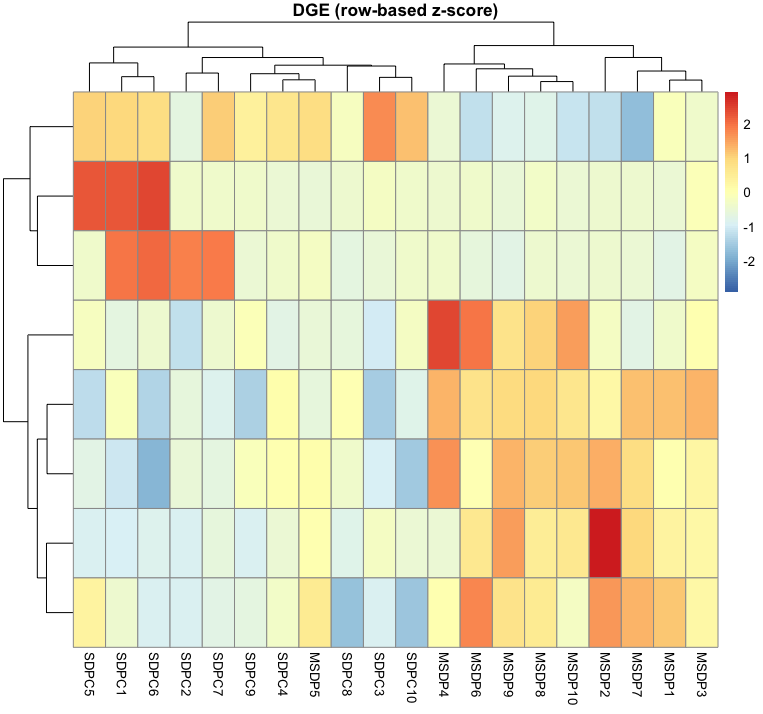 DGE (row-based z-score)
2
1
0
-1
-2
SDPC5
SDPC1
SDPC6
SDPC2
SDPC7
SDPC9
SDPC4
MSDP5
SDPC8
SDPC3
SDPC10
MSDP4
MSDP6
MSDP9
MSDP8
MSDP10
MSDP2
MSDP7
MSDP1
MSDP3